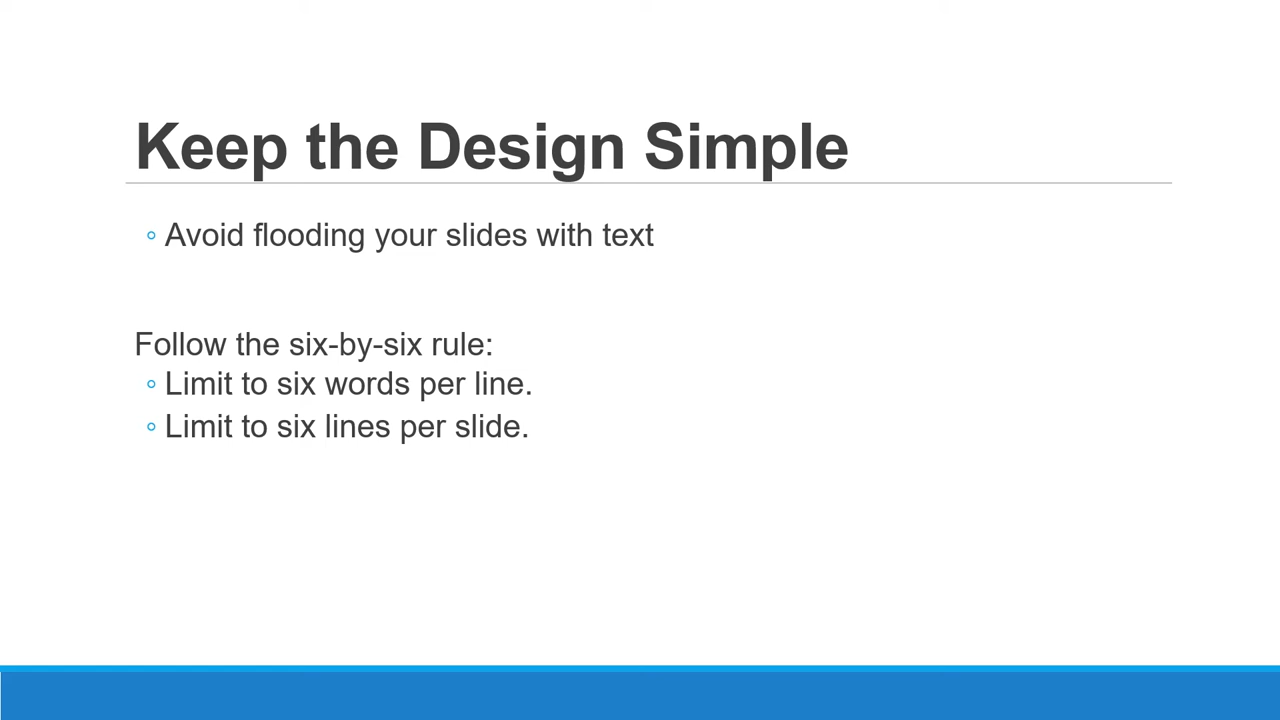 Keep the Design Simple
◦ Avoid flooding your slides with text
Follow the six-by-six rule:
◦ Limit to six words per line.
◦ Limit to six lines per slide.